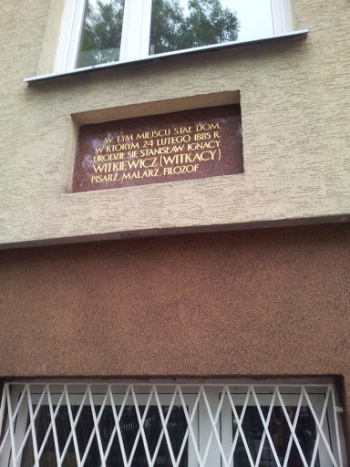 W TYM MIEJSCU STAŁ DOM,
W KTÓRYM 24 LUTEGO 1885 R.
URODZIŁ SIĘ STANISŁAW IGNACY
WITKIEWICZ (WITKACY)
PISARZ, MALARZ, FILOZOF